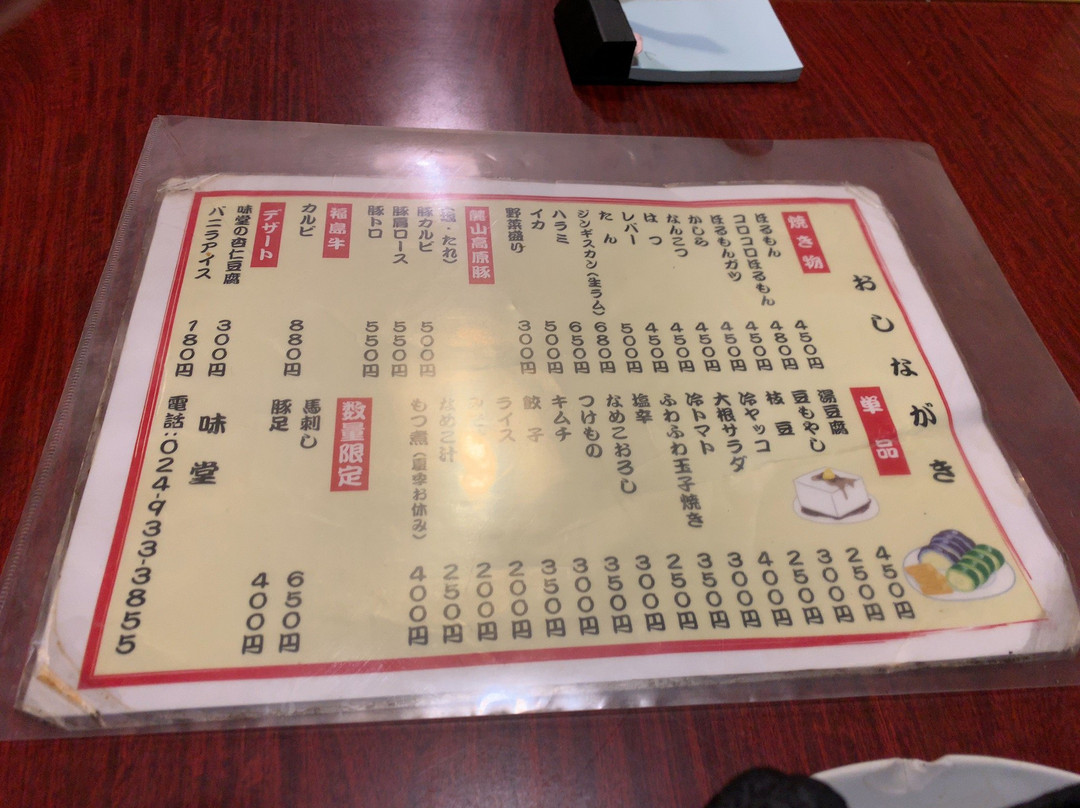 おしながき
焼き物
ほるもん 450円
コロコロほるもん 480円
ほるもんガツ 450円
かしら 450円
なんこつ 450円
はつ 450円
レバー 450円
たん 500円
ジンギスカン(生ラム) 680円
ハラミ 650円
イカ 500円
野菜盛り 300円
麓山高原豚
(塩・たれ)
豚カルビ 500円
豚肩ロース 550円
豚トロ 550円
福島牛
カルビ 880円
デザート
味堂の杏仁豆腐 300円
バニラアイス 180円
単品
湯豆腐 450円
豆もやし 250円
枝豆 300円
冷ヤッコ 250円
大根サラダ 400円
冷トマト 300円
ふわふわ玉子焼き 350円
塩辛 250円
なめこおろし 300円
つけもの 350円
キムチ 300円
餃子 350円
ライス 200円
200円
なめこ汁 250円
もつ煮(夏季お休み) 400円
数量限定
馬刺し 650円
豚足 400円
味堂
電話:024-933-3855